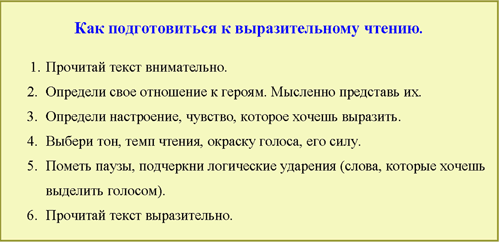 Как подготовиться к выразительному чтению.
1. Прочитай текст внимательно.
2. Определи свое отношение к героям. Мысленно представь их.
3. Определи настроение, чувство, которое хочешь выразить.
4. Выбери тон, темп чтения, окраску голоса, его силу.
5. Пометь паузы, подчеркни логические ударения (слова, которые хочешь
выделить голосом).
6. Прочитай текст выразительно.